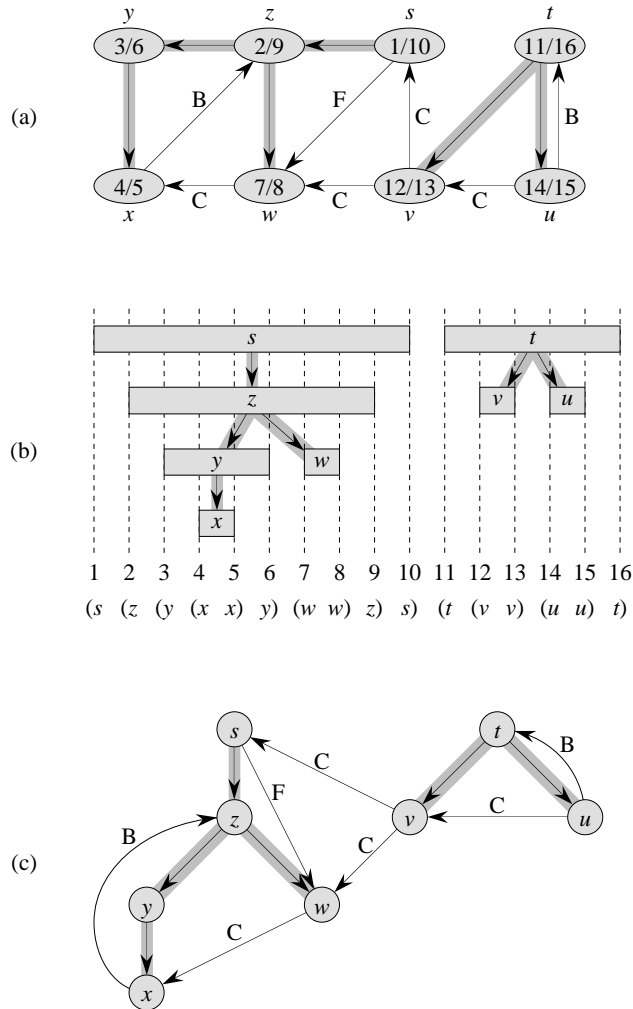 y z s t
3/6 2/9 1/10 11/16
(a) B F C B
4/5 7/8 12/13 14/15
C C C
x w v u
s t
z v u
(b) y w
x
1 2 3 4 5 6 7 8 9 10 11 12 13 14 15 16
(s (z (y (x x) y) (w w) z) s) (t (v v) (u u) t)
s t
C B
F
B z C v C u
(c)
y w
C
x